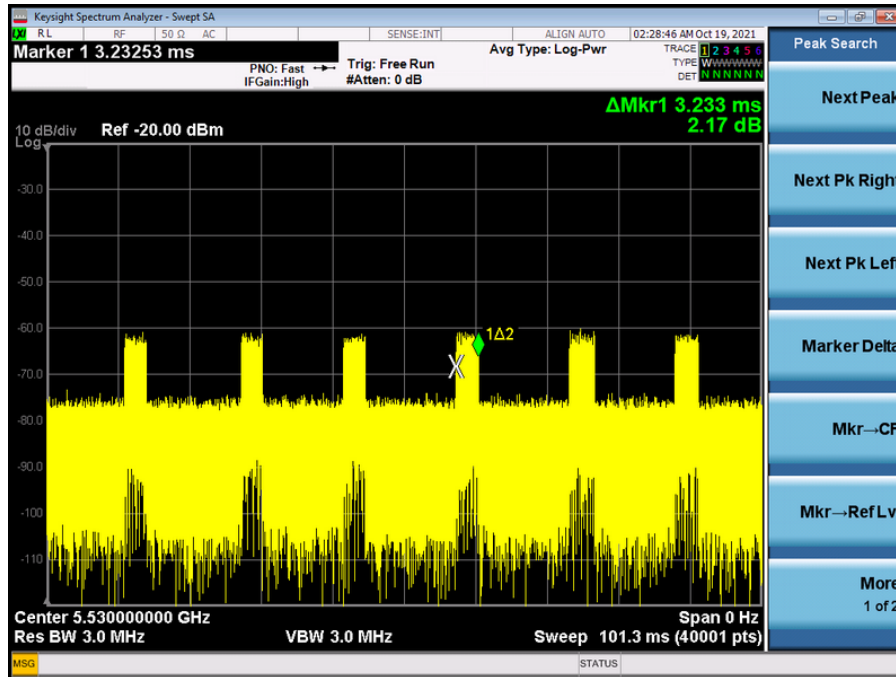 Keysight Spectrum Analyzer - Swept SA
LXI RL RF 50 Ω AC SENSE:INT ALIGN AUTO 02:28:46 AM Oct 19, 2021
Marker 1 3.23253 ms
PNO: Fast
IFGain:High
Trig: Free Run
#Atten: 0 dB
Avg Type: Log-Pwr
TRACE 1 2 3 4 5 6
TYPE WWWWWW
DET N N N N N N
ΔMkr1 3.233 ms
2.17 dB
10 dB/div Ref -20.00 dBm
Log
-30.0
-40.0
-50.0
-60.0
1Δ2
-70.0
-80.0
-90.0
-100
-110
Center 5.530000000 GHz Span 0 Hz
Res BW 3.0 MHz VBW 3.0 MHz Sweep 101.3 ms (40001 pts)
MSG STATUS
Peak Search
Next Peak
Next Pk Right
Next Pk Left
Marker Delta
Mkr→CF
Mkr→Ref Lv
More
1 of 2